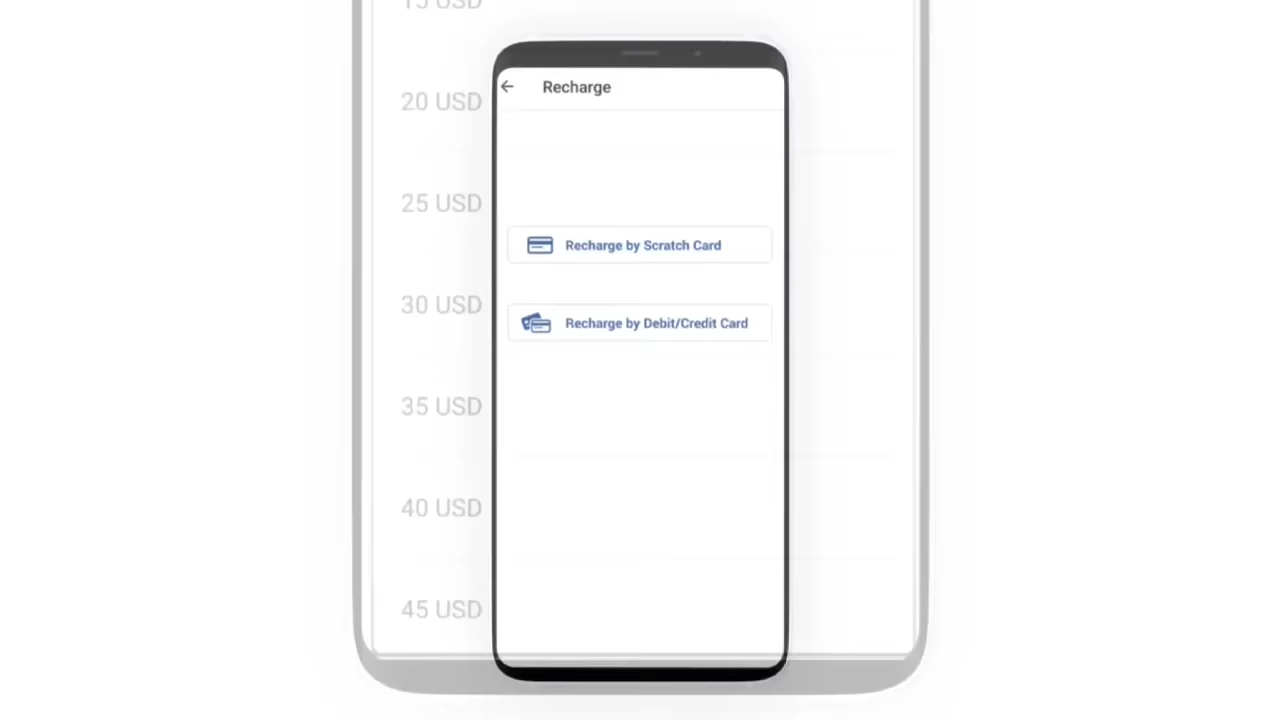 15 USD
Recharge
20 USD
25 USD
Recharge by Scratch Card
30 USD
Recharge by Debit/Credit Card
35 USD
40 USD
45 USD